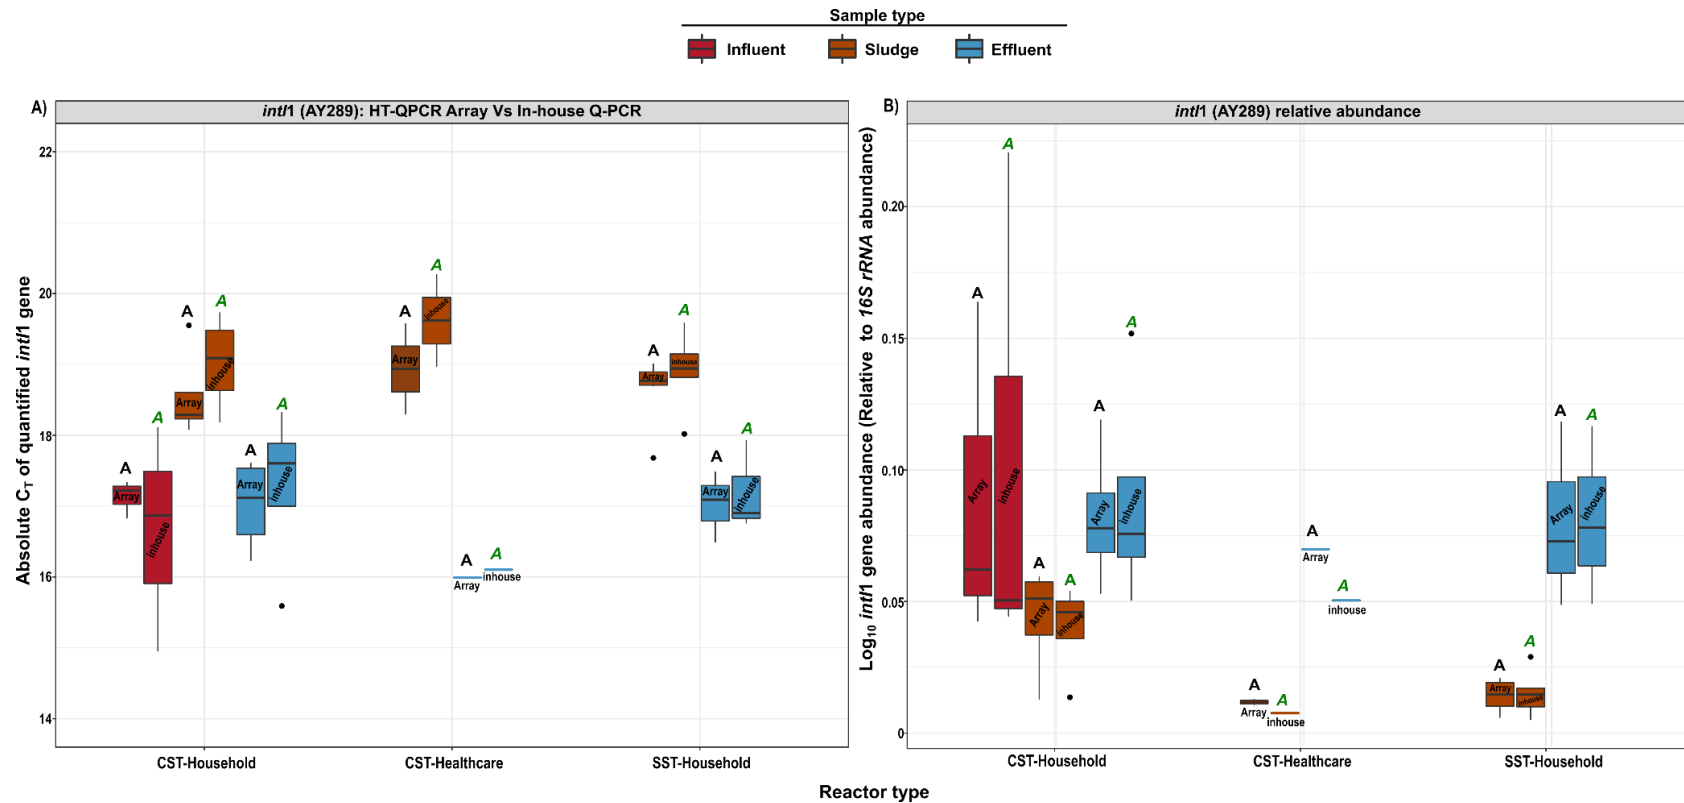 Sample type
Influent
Sludge
Effluent
A)
intI1 (AY289): HT-QPCR Array Vs In-house Q-PCR
Absolute CT of quantified intI1 gene
22
20
18
16
14
A
Array
A
inhouse
A
Array
A
inhouse
A
Array
A
inhouse
A
Array
A
inhouse
A
Array
A
inhouse
A
Array
A
inhouse
A
Array
A
inhouse
CST-Household
CST-Healthcare
SST-Household
B)
intI1 (AY289) relative abundance
Log10 intI1 gene abundance (Relative to 16S rRNA abundance)
0.20
0.15
0.10
0.05
0
A
Array
A
inhouse
A
Array
A
inhouse
A
Array
A
inhouse
A
Array
A
inhouse
A
Array
A
inhouse
A
Array
A
inhouse
A
Array
A
inhouse
CST-Household
CST-Healthcare
SST-Household
Reactor type